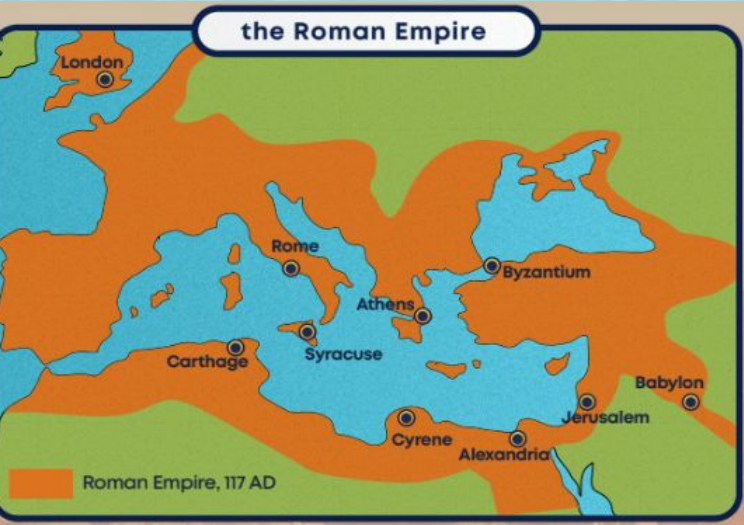 the Roman Empire
London
Rome
Byzantium
Athens
Syracuse
Carthage
Babylon
Jerusalem
Cyrene
Alexandria
Roman Empire, 117 AD